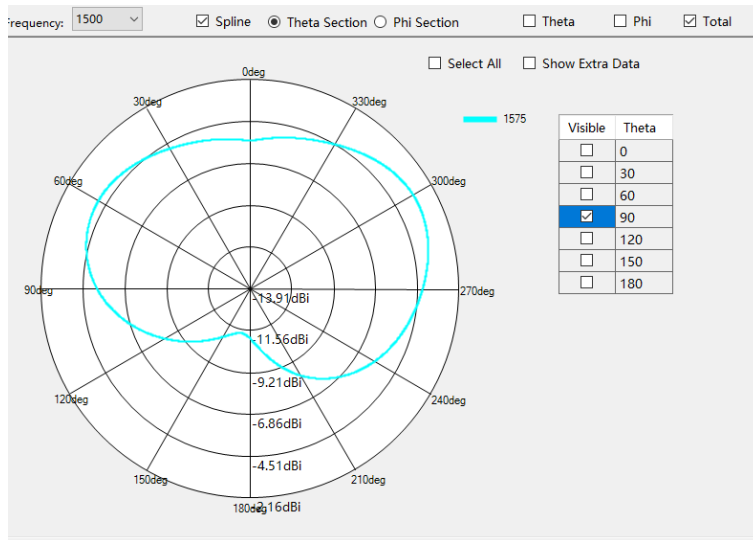 Frequency: 1500 Spline Theta Section Phi Section Theta Phi Total
Select All Show Extra Data
0deg
30deg 330deg
1575
Visible Theta
0
30
60deg 300deg
60
90
120
150
180
90deg 270deg
-13.91dBi
-11.56dBi
-9.21dBi
120deg 240deg
-6.86dBi
-4.51dBi
150deg 210deg
180deg -2.16dBi